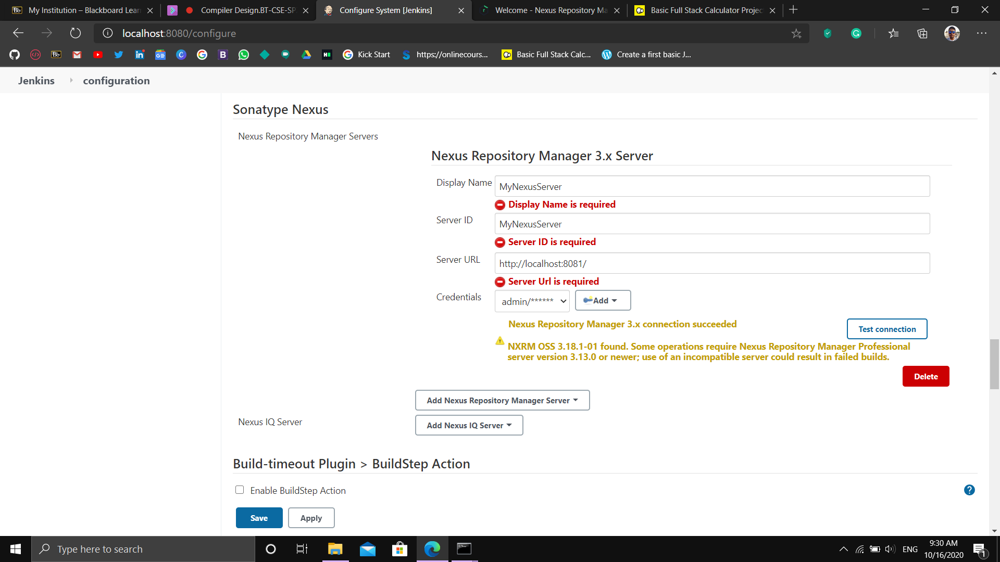 My Institution – Blackboard Lear
Compiler Design.BT-CSE-SP.
Configure System [Jenkins]
Welcome - Nexus Repository Ma
Basic Full Stack Calculator Projec
localhost:8080/configure
Kick Start
https://onlinecours...
Basic Full Stack Calc...
Create a first basic J...
Jenkins
configuration
Sonatype Nexus
Nexus Repository Manager Servers
Nexus Repository Manager 3.x Server
Display Name
MyNexusServer
Display Name is required
Server ID
MyNexusServer
Server ID is required
Server URL
http://localhost:8081/
Server Url is required
Credentials
admin/******
Add
Nexus Repository Manager 3.x connection succeeded
Test connection
NXRM OSS 3.18.1-01 found. Some operations require Nexus Repository Manager Professional
server version 3.13.0 or newer; use of an incompatible server could result in failed builds.
Delete
Add Nexus Repository Manager Server
Nexus IQ Server
Add Nexus IQ Server
Build-timeout Plugin > BuildStep Action
Enable BuildStep Action
Save
Apply
Type here to search
ENG
9:30 AM
10/16/2020
1